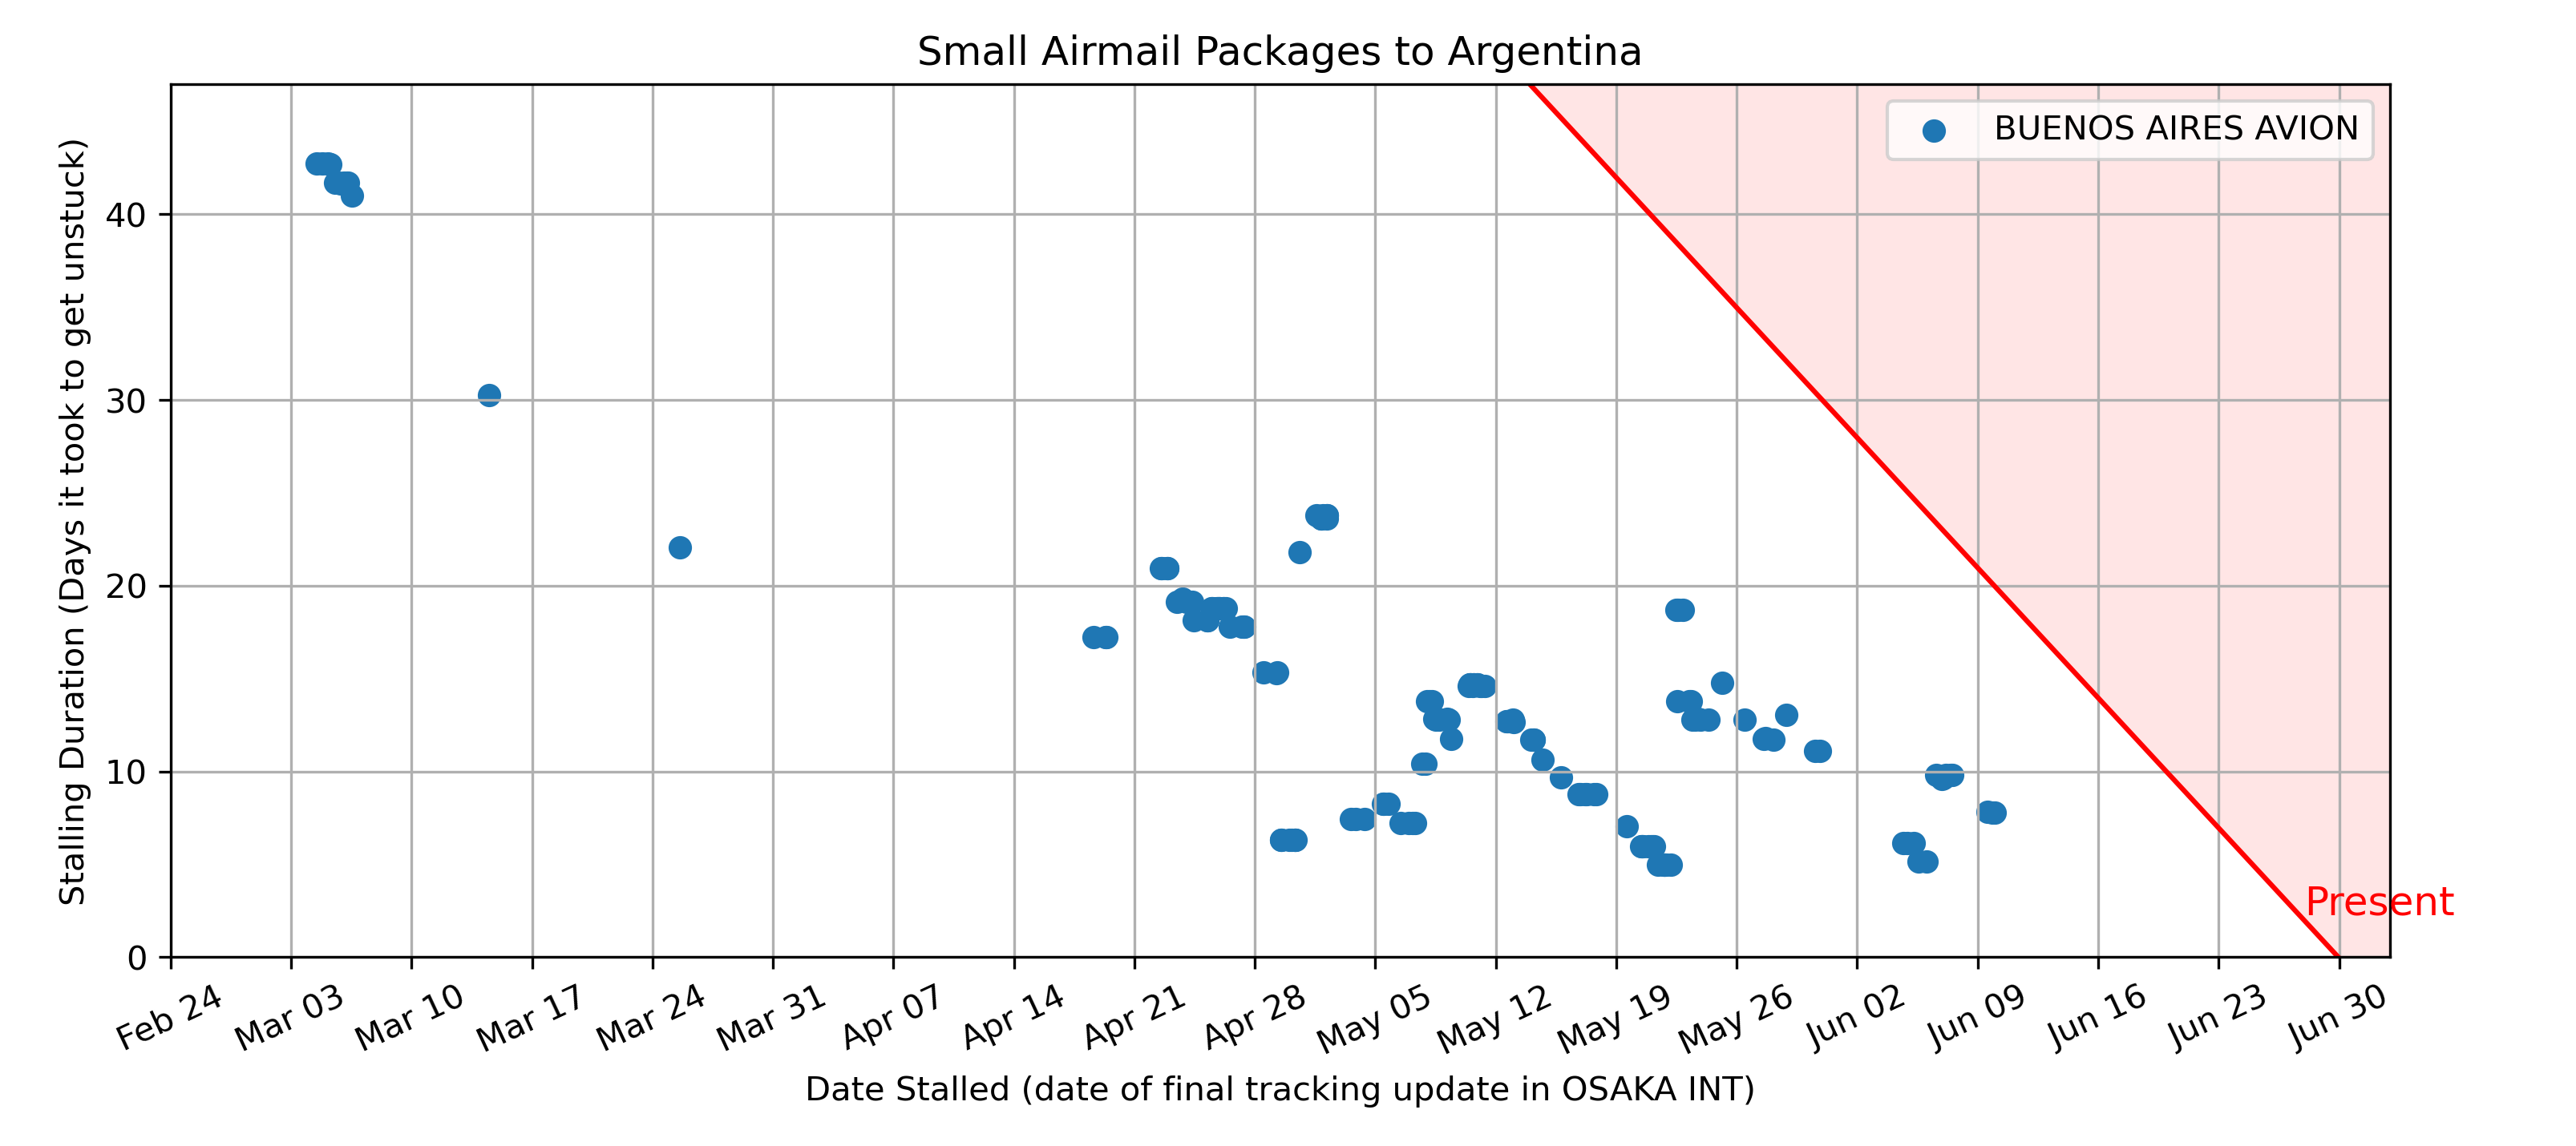 Small Airmail Packages to Argentina
BUENOS AIRES AVION
Stalling Duration (Days it took to get unstuck)
40
30
20
10
0
Present
Feb 24
Mar 03
Mar 10
Mar 17
Mar 24
Mar 31
Apr 07
Apr 14
Apr 21
Apr 28
May 05
May 12
May 19
May 26
Jun 02
Jun 09
Jun 16
Jun 23
Jun 30
Date Stalled (date of final tracking update in OSAKA INT)